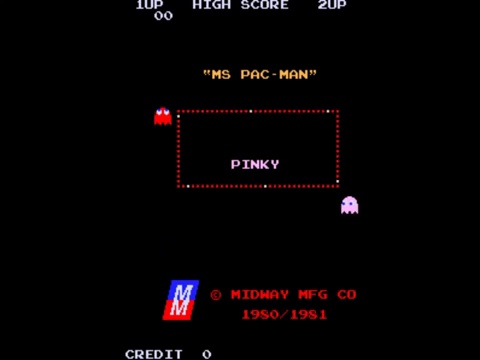 1UP HIGH SCORE 2UP
00
"MS PAC-MAN"
PINKY
MM © MIDWAY MFG CO
1980/1981
CREDIT 0